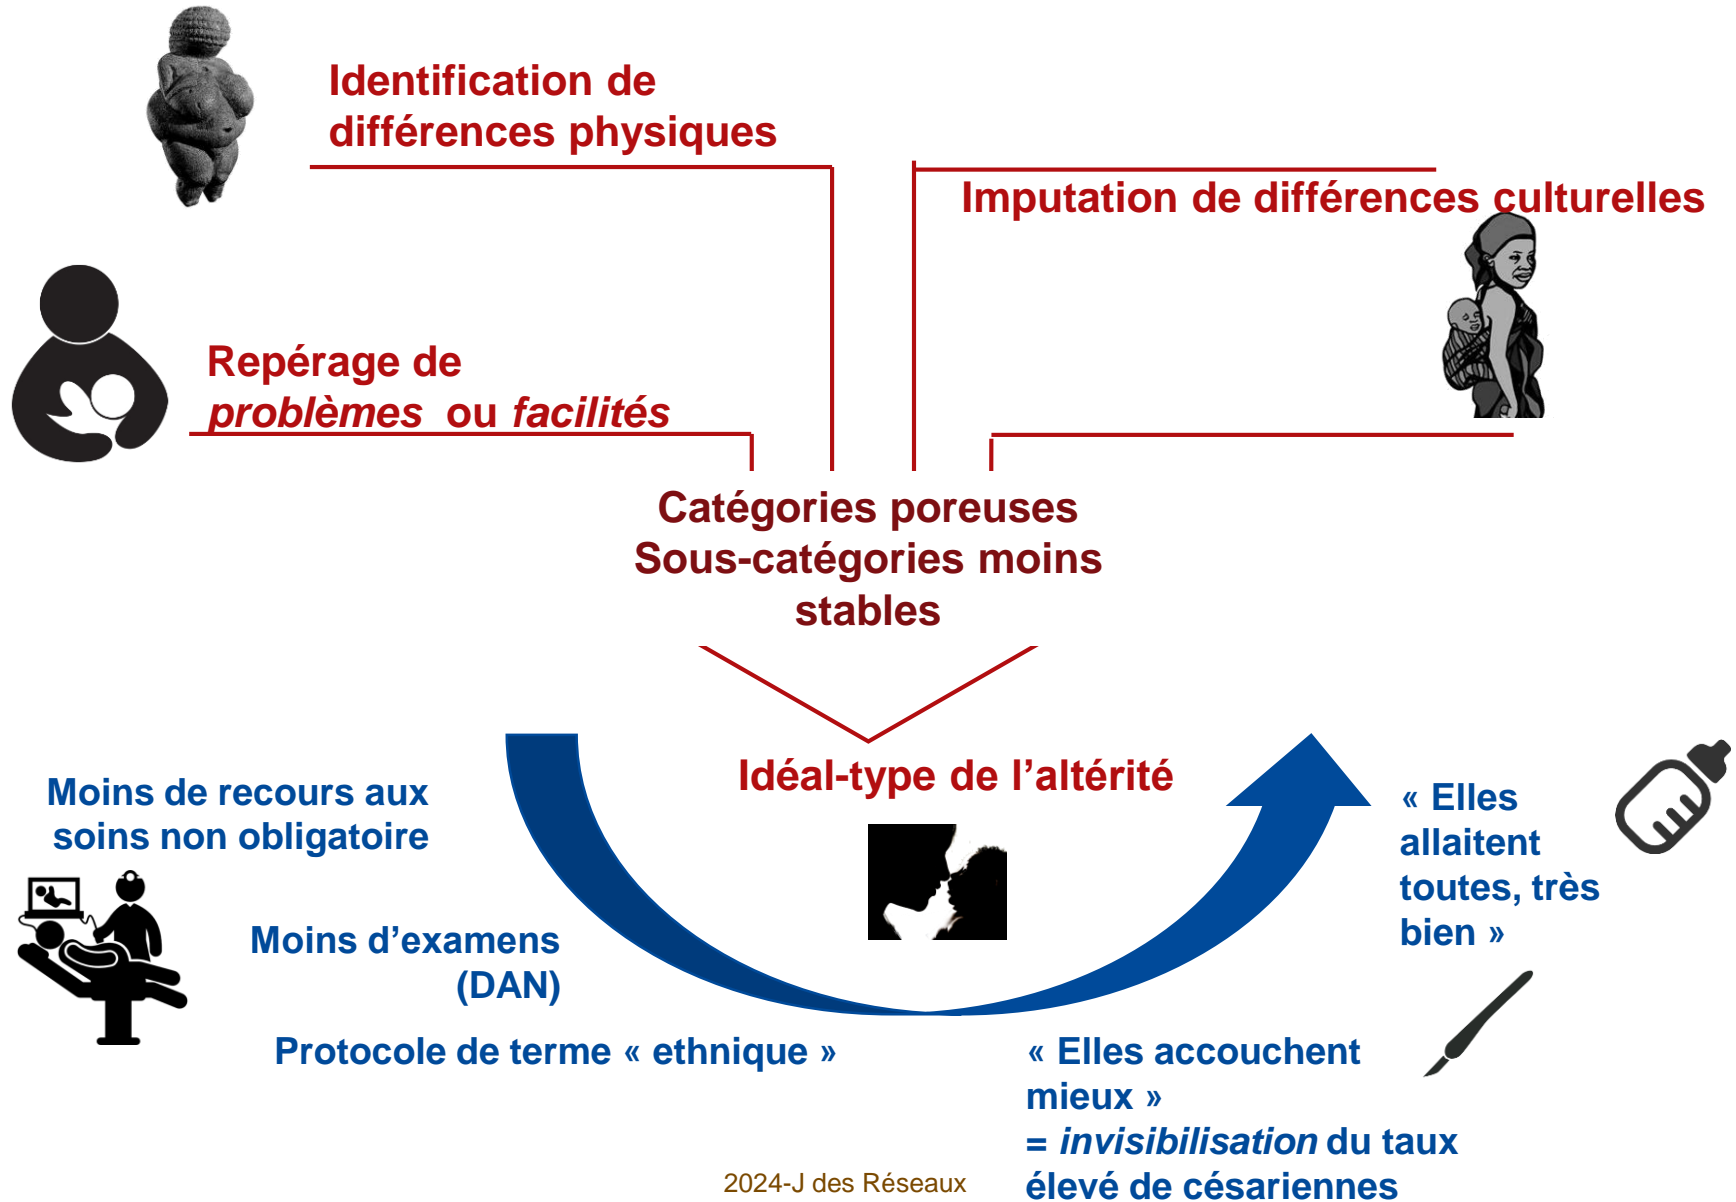 Identification de
différences physiques
Imputation de différences culturelles
Repérage de
problèmes ou facilités
Catégories poreuses
Sous-catégories moins
stables
Idéal-type de l’altérité
Moins de recours aux
soins non obligatoire
Moins d’examens
(DAN)
Protocole de terme « ethnique »
« Elles accouchent
mieux »
= invisibilisation du taux
élevé de césariennes
« Elles
allaitent
toutes, très
bien »
2024-J des Réseaux